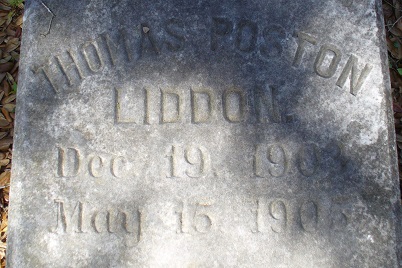 THOMAS POSTON
LIDDON.
Dec. 19.
May 15